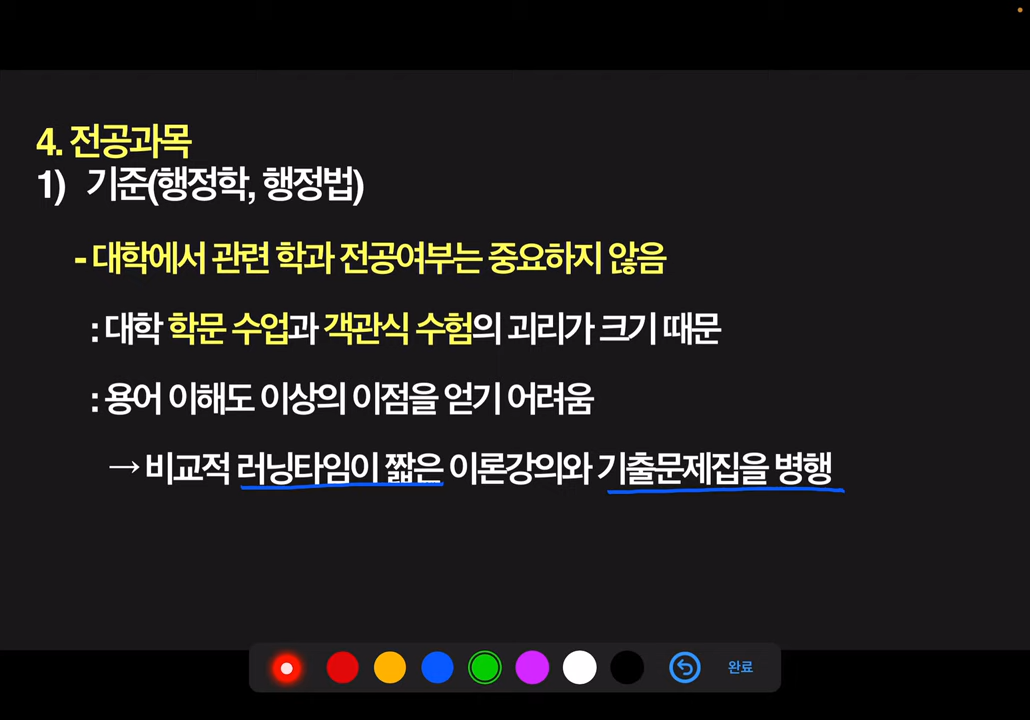 4. 전공과목
1) 기준(행정학, 행정법)
- 대학에서 관련 학과 전공여부는 중요하지 않음
: 대학 학문 수업과 객관식 수험의 괴리가 크기 때문
: 용어 이해도 이상의 이점을 얻기 어려움
→ 비교적 러닝타임이 짧은 이론강의와 기출문제집을 병행
완료